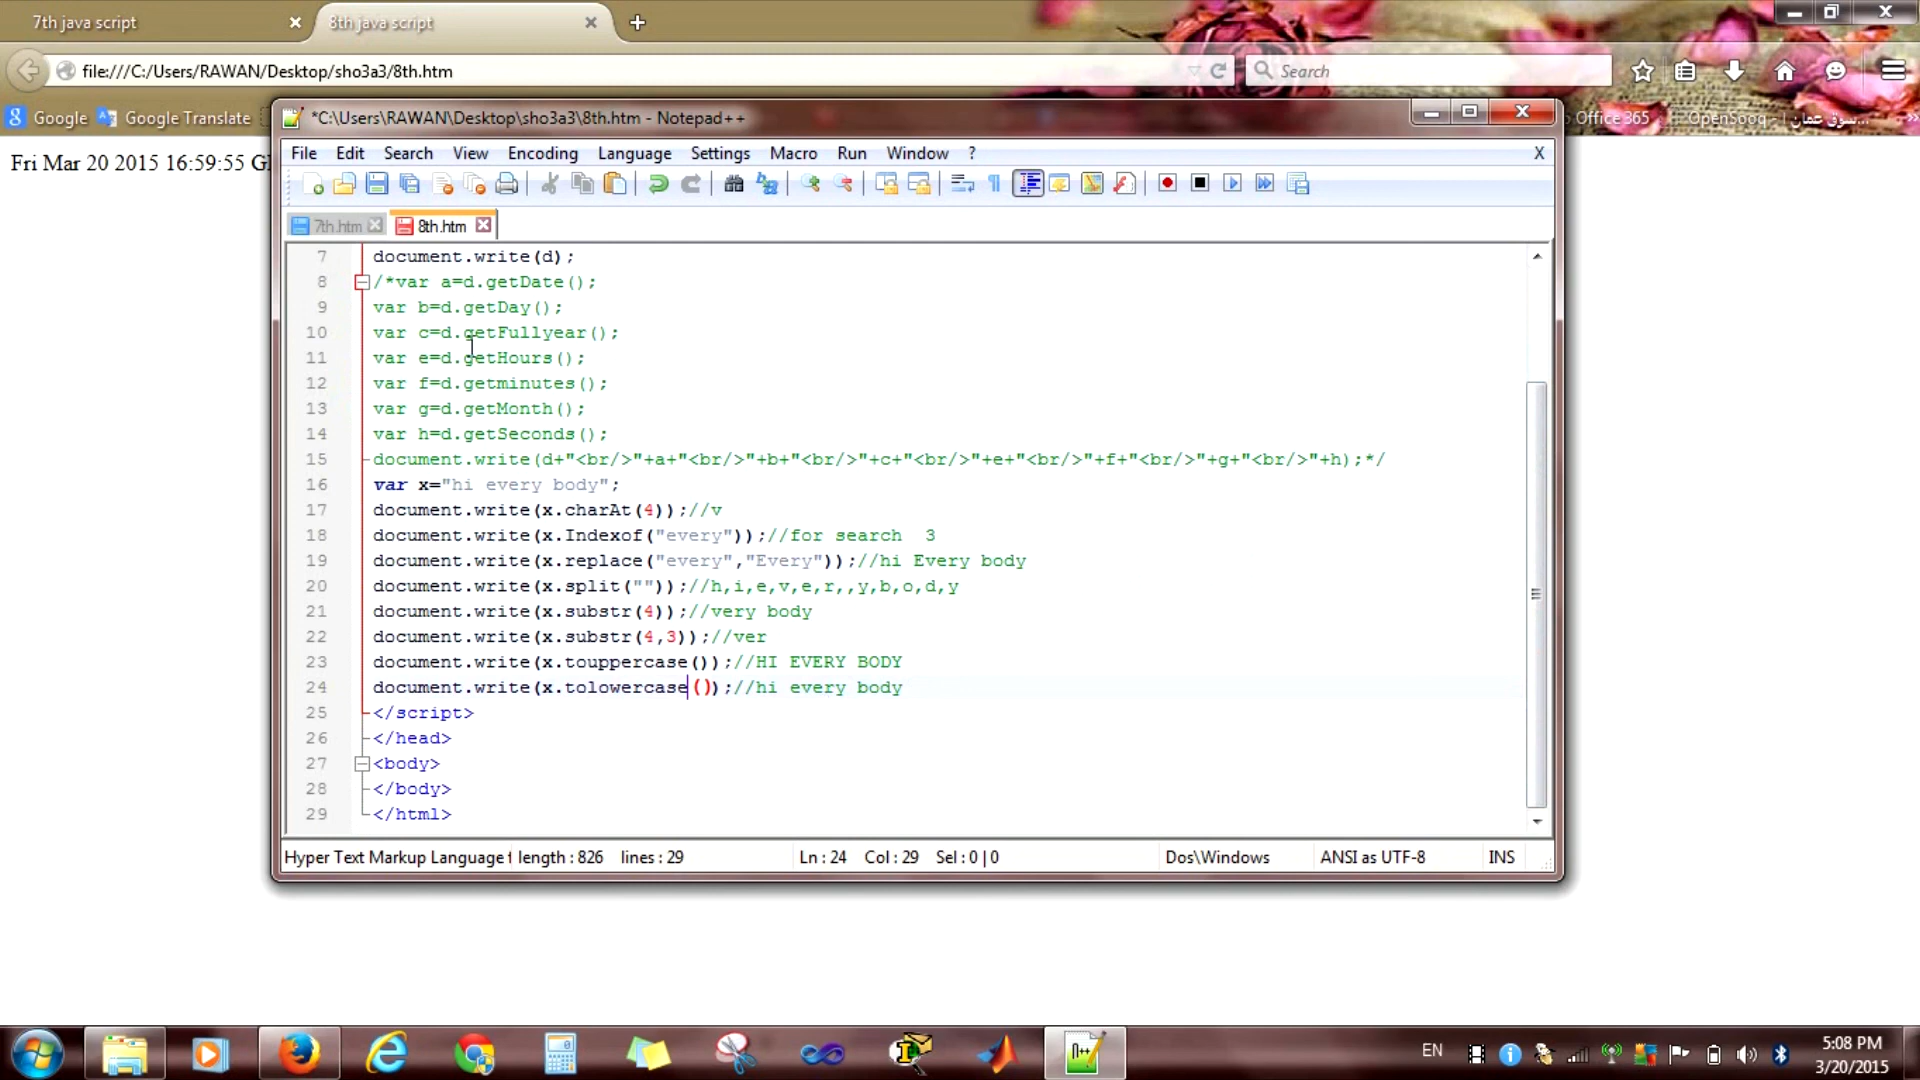 7th java script
8th java script
file:///C:/Users/RAWAN/Desktop/sho3a3/8th.htm
Search
Google
Google Translate
Office 365
OpenSooq - سوق عمان...
Fri Mar 20 2015 16:59:55 G
*C:\Users\RAWAN\Desktop\sho3a3\8th.htm - Notepad++
File Edit Search View Encoding Language Settings Macro Run Window ? X
7th.htm
8th.htm
7 document.write(d);
8 /*var a=d.getDate();
9 var b=d.getDay();
10 var c=d.getFullyear();
11 var e=d.getHours();
12 var f=d.getminutes();
13 var g=d.getMonth();
14 var h=d.getSeconds();
15 document.write(d+"<br/>"+a+"<br/>"+b+"<br/>"+c+"<br/>"+e+"<br/>"+f+"<br/>"+g+"<br/>"+h);*/
16 var x="hi every body";
17 document.write(x.charAt(4));//v
18 document.write(x.Indexof("every"));//for search  3
19 document.write(x.replace("every","Every"));//hi Every body
20 document.write(x.split(""));//h,i,e,v,e,r,,y,b,o,d,y
21 document.write(x.substr(4));//very body
22 document.write(x.substr(4,3));//ver
23 document.write(x.touppercase());//HI EVERY BODY
24 document.write(x.tolowercase());//hi every body
25 </script>
26 </head>
27 <body>
28 </body>
29 </html>
Hyper Text Markup Language length : 826 lines : 29 Ln : 24 Col : 29 Sel : 0 | 0 Dos\Windows ANSI as UTF-8 INS
EN
5:08 PM
3/20/2015